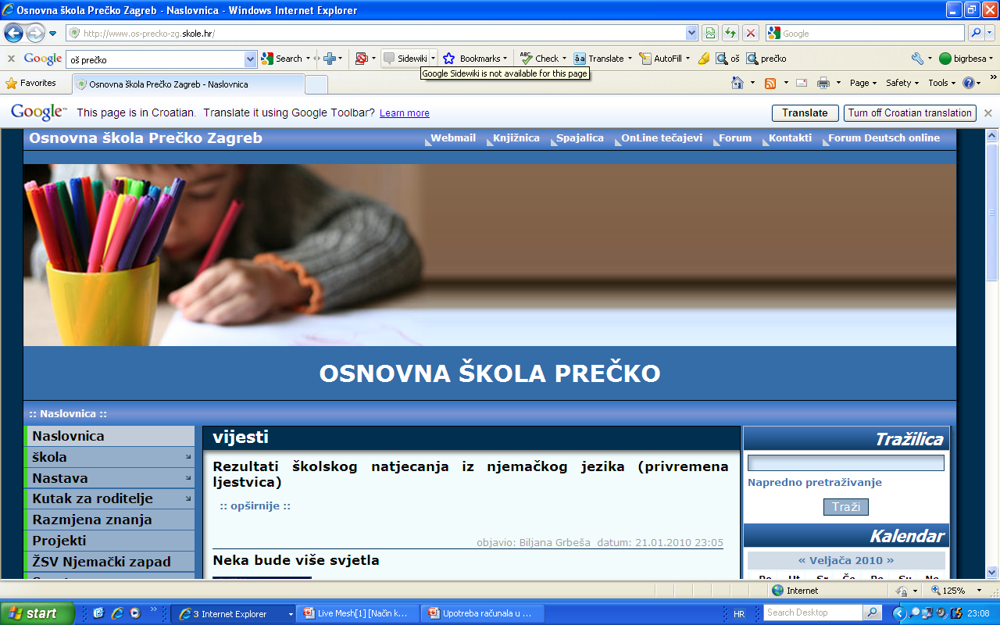 Osnovna škola Prečko Zagreb - Naslovnica - Windows Internet Explorer
http://www.os-precko-zg.skole.hr/
Google
Google oš prečko Search Sidewiki Bookmarks Check Translate AutoFill oš prečko bigrbesa
Google Sidewiki is not available for this page
Favorites Osnovna škola Prečko Zagreb - Naslovnica Page Safety Tools
Google™ This page is in Croatian. Translate it using Google Toolbar? Learn more Translate Turn off Croatian translation
Osnovna škola Prečko Zagreb Webmail Knjižnica Spajalica OnLine tečajevi Forum Kontakti Forum Deutsch online
OSNOVNA ŠKOLA PREČKO
:: Naslovnica ::
Naslovnica
škola
Nastava
Kutak za roditelje
Razmjena znanja
Projekti
ŽSV Njemački zapad
vijesti
Rezultati školskog natjecanja iz njemačkog jezika (privremena
ljestvica)
:: opširnije ::
objavio: Biljana Grbeša datum: 21.01.2010 23:05
Neka bude više svjetla
Tražilica
Napredno pretraživanje
Traži
Kalendar
« Veljača 2010 »
Po Ut Sr Če Pe Su Ne
Internet 125%
start 3 Internet Explorer Live Mesh[1] [Način k... Upotreba računala u ... HR Search Desktop 23:08